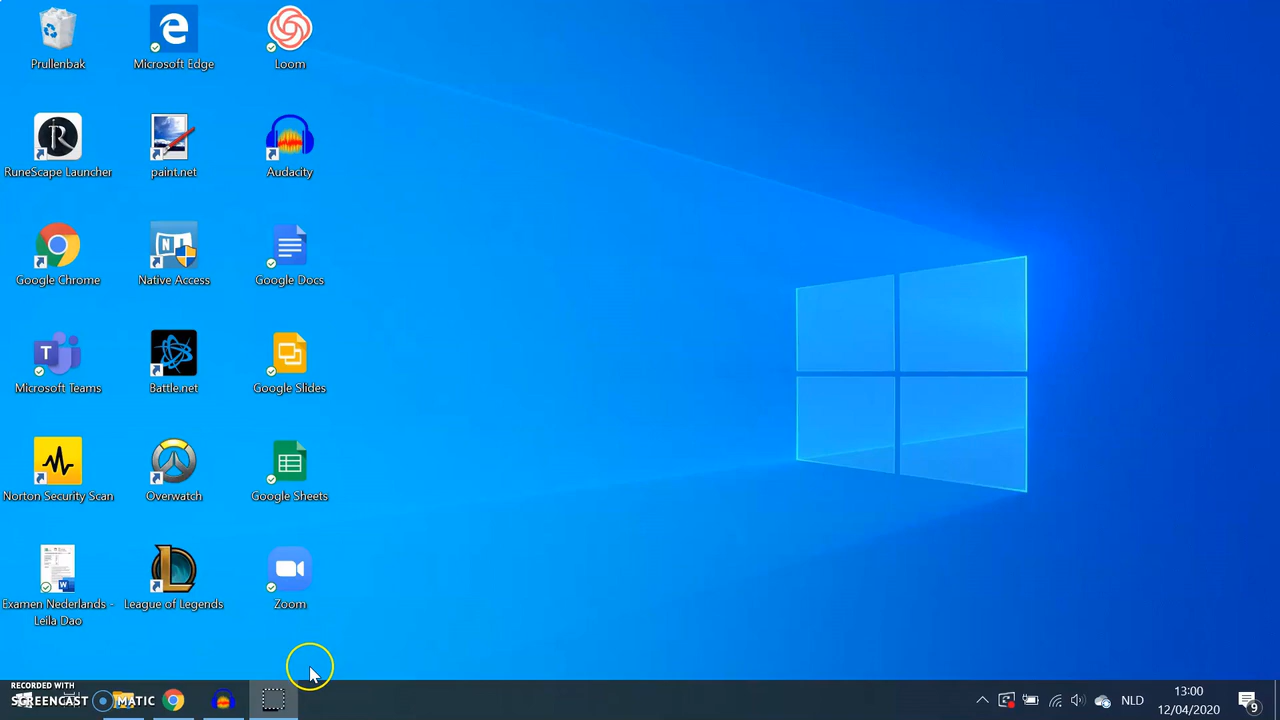 Prullenbak
Microsoft Edge
Loom
RuneScape Launcher
paint.net
Audacity
Google Chrome
Native Access
Google Docs
Microsoft Teams
Battle.net
Google Slides
Norton Security Scan
Overwatch
Google Sheets
Examen Nederlands -
Leila Dao
League of Legends
Zoom
RECORDED WITH
SCREENCAST MATIC
NLD
13:00
12/04/2020
9